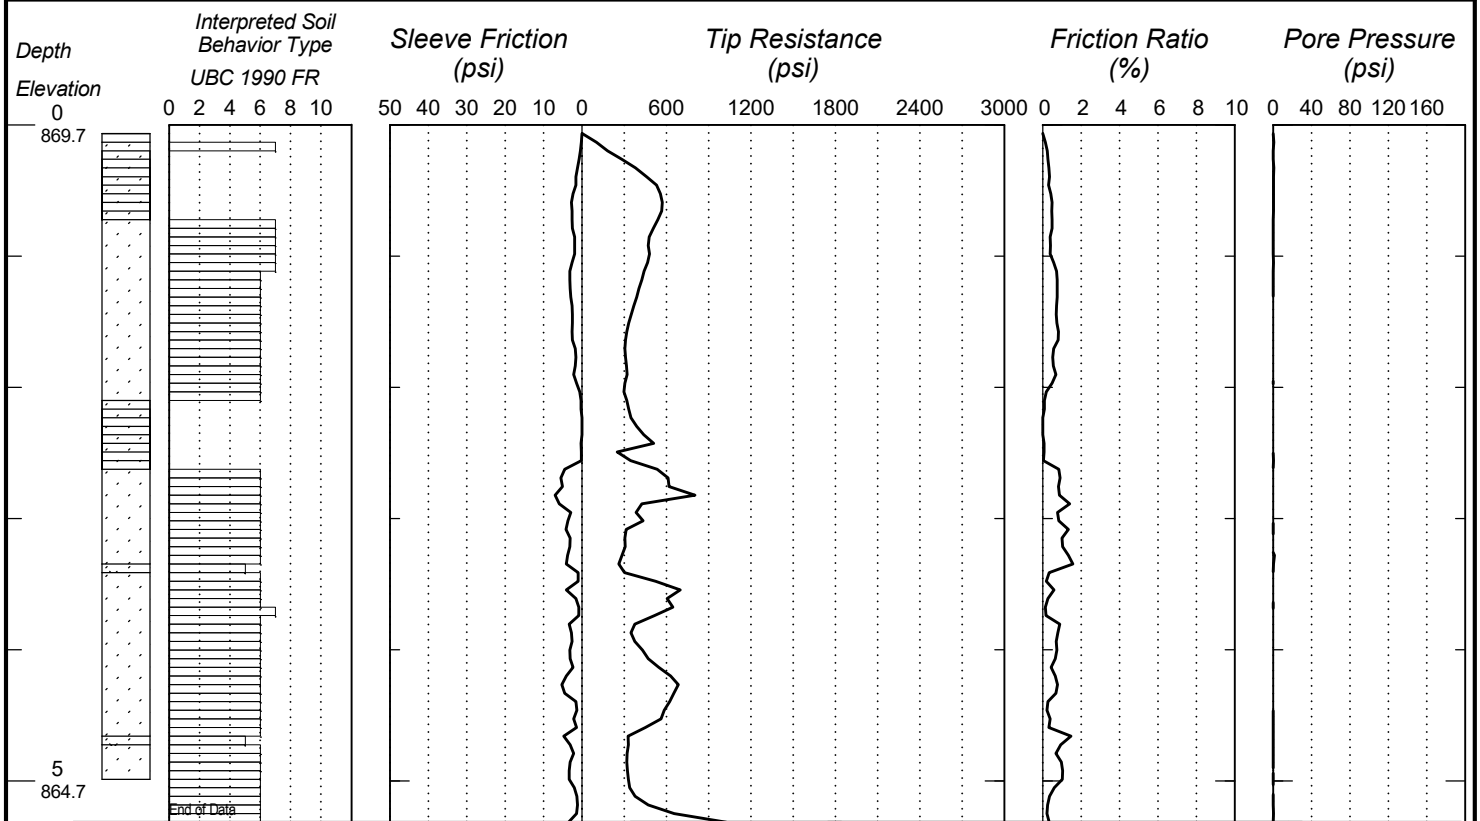 Depth
Elevation
Interpreted Soil
Behavior Type
UBC 1990 FR
Sleeve Friction
(psi)
Tip Resistance
(psi)
Friction Ratio
(%)
Pore Pressure
(psi)
0 2 4 6 8 10
50 40 30 20 10 0
600 1200 1800 2400 3000
0 2 4 6 8 10
0 40 80 120 160
0
869.7
5
864.7
End of Data